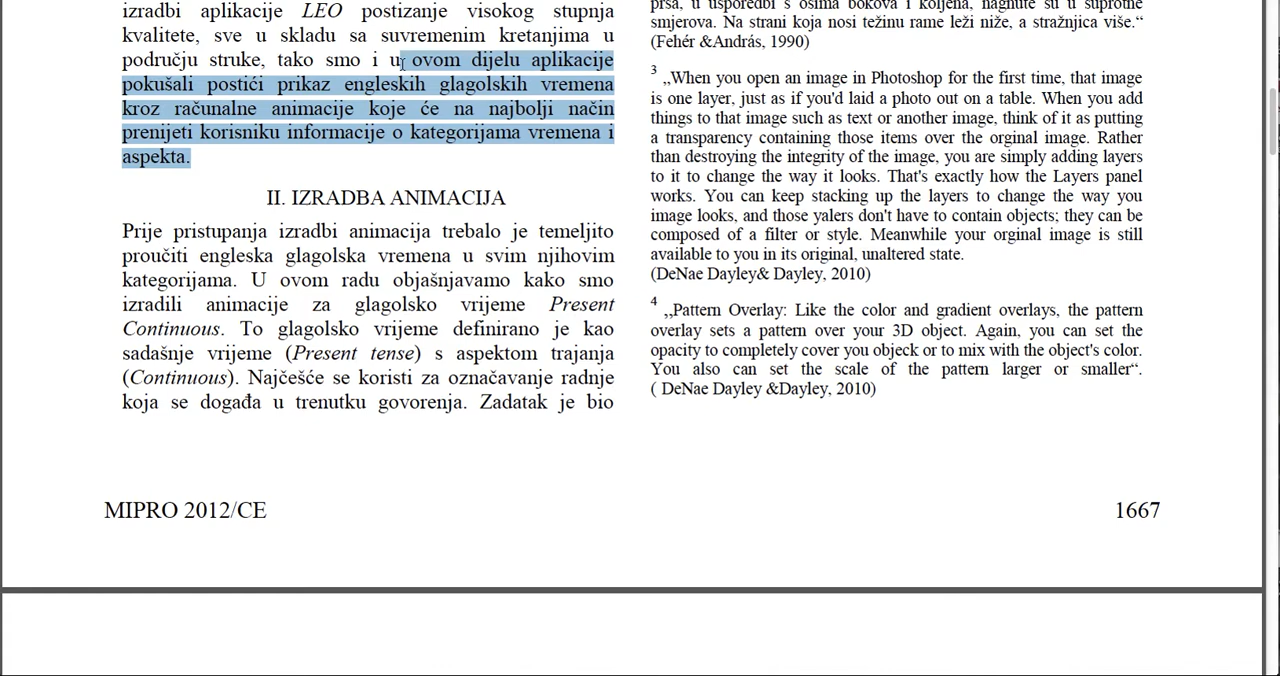 izradbi aplikacije LEO postizanje visokog stupnja
kvalitete, sve u skladu sa suvremenim kretanjima u
području struke, tako smo i u ovom dijelu aplikacije
pokušali postići prikaz engleskih glagolskih vremena
kroz računalne animacije koje će na najbolji način
prenijeti korisniku informacije o kategorijama vremena i
aspekta.
II. IZRADBA ANIMACIJA
Prije pristupanja izradbi animacija trebalo je temeljito
proučiti engleska glagolska vremena u svim njihovim
kategorijama. U ovom radu objašnjavamo kako smo
izradili animacije za glagolsko vrijeme Present
Continuous. To glagolsko vrijeme definirano je kao
sadašnje vrijeme (Present tense) s aspektom trajanja
(Continuous). Najčešće se koristi za označavanje radnje
koja se događa u trenutku govorenja. Zadatak je bio
prsa, u usporedbi s osima bokova i koljena, nagnute su u suprotne
smjerova. Na strani koja nosi težinu rame leži niže, a stražnjica više.“
(Fehér &András, 1990)
3 „When you open an image in Photoshop for the first time, that image
is one layer, just as if you'd laid a photo out on a table. When you add
things to that image such as text or another image, think of it as putting
a transparency containing those items over the orginal image. Rather
than destroying the integrity of the image, you are simply adding layers
to it to change the way it looks. That's exactly how the Layers panel
works. You can keep stacking up the layers to change the way you
image looks, and those yalers don't have to contain objects; they can be
composed of a filter or style. Meanwhile your orginal image is still
available to you in its original, unaltered state.
(DeNae Dayley& Dayley, 2010)
4 „Pattern Overlay: Like the color and gradient overlays, the pattern
overlay sets a pattern over your 3D object. Again, you can set the
opacity to completely cover you objeck or to mix with the object's color.
You also can set the scale of the pattern larger or smaller“.
( DeNae Dayley &Dayley, 2010)
MIPRO 2012/CE
1667